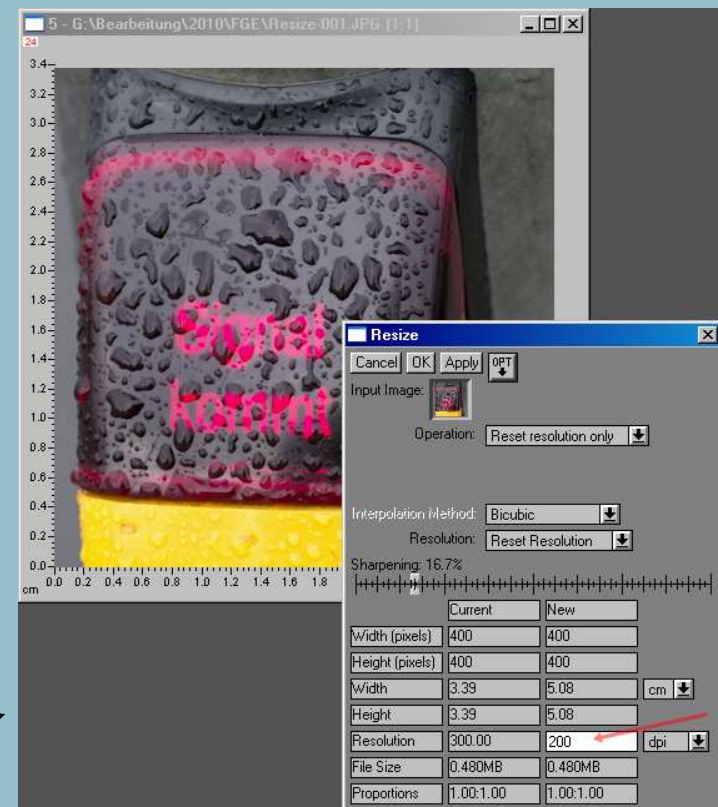 5 - G:\Bearbeitung\2010\FGE\Resize-001.JPG (1:1)
24
3.4
3.2
3.0
2.8
2.6
2.4
2.2
2.0
1.8
1.6
1.4
1.2
1.0
0.8
0.6
0.4
0.2
0.0
cm
0.0 0.2 0.4 0.6 0.8 1.0 1.2 1.4 1.6 1.8
Signal
kommt
Resize
Cancel OK Apply OPT
Input Image:
Operation: Reset resolution only
Interpolation Method: Bicubic
Resolution: Reset Resolution
Sharpening: 16.7%
Current New
Width (pixels) 400 400
Height (pixels) 400 400
Width 3.39 5.08 cm
Height 3.39 5.08
Resolution 300.00 200 dpi
File Size 0.480MB 0.480MB
Proportions 1.00:1.00 1.00:1.00